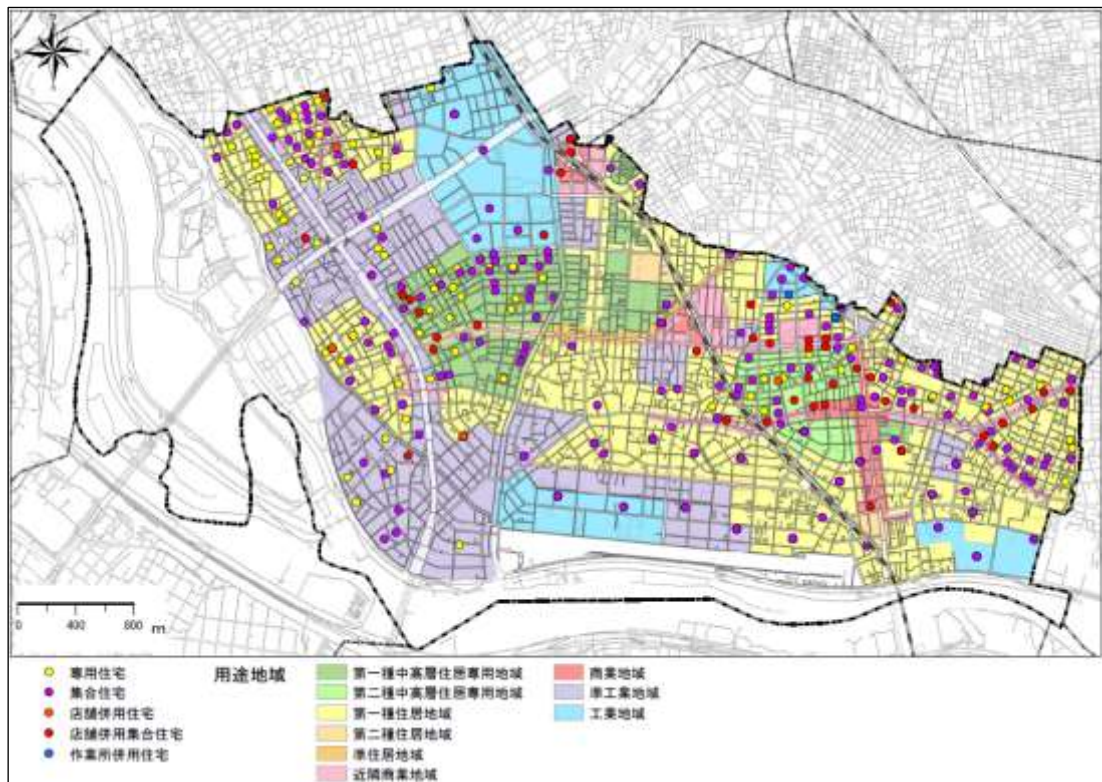 0 400 800 m
専用住宅
集合住宅
店舗併用住宅
店舗併用集合住宅
作業所併用住宅
用途地域
第一種中高層住居専用地域
第二種中高層住居専用地域
第一種住居地域
第二種住居地域
準住居地域
近隣商業地域
商業地域
準工業地域
工業地域